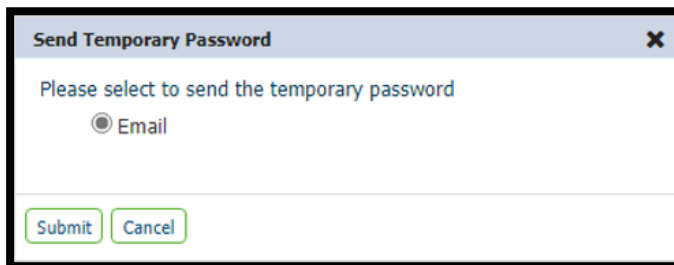 Send Temporary Password
Please select to send the temporary password
Email
Submit Cancel